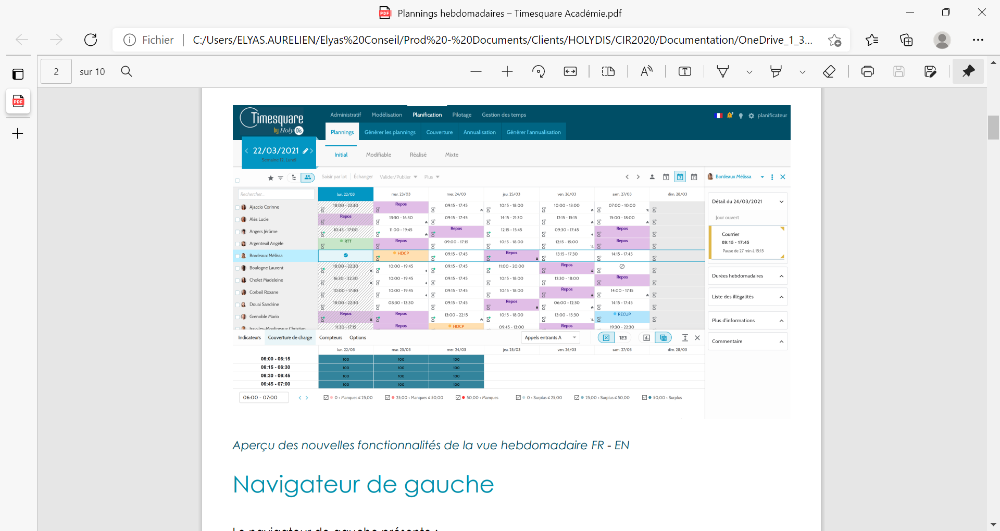 Plannings hebdomadaires – Timesquare Académie.pdf
Fichier C:/Users/ELYAS.AURELIEN/Elyas%20Conseil/Prod%20-%20Documents/Clients/HOLYDIS/CIR2020/Documentation/OneDrive_1_3...
2 sur 10
Timesquare
by Holy Dis
Administratif Modélisation Planification Pilotage Gestion des temps
3 planificateur
Plannings Générer les plannings Couverture Annualisation Générer l'annualisation
22/03/2021
Semaine 12, Lundi
Initial Modifiable Réalisé Mixte
Saisir par lot Échanger Valider/Publier Plus
1 7 31
Bordeaux Mélissa
Rechercher...
lun. 22/03 mar. 23/03 mer. 24/03 jeu. 25/03 ven. 26/03 sam. 27/03 dim. 28/03
Ajaccio Corinne 18:00 - 22:30 Repos 09:15 - 17:45 10:15 - 18:00 10:00 - 13:00 07:00 - 10:00
Alès Lucie Repos 13:30 - 16:30 09:15 - 17:45 14:15 - 21:30 12:15 - 15:15 15:00 - 18:00
Angers Jérôme 10:45 - 17:00 11:00 - 19:45 Repos 12:15 - 15:45 09:30 - 17:45 Repos
Argenteuil Angèle RTT Repos 09:00 - 17:15 10:15 - 18:00 12:15 - 15:00 Repos
Bordeaux Mélissa HDCP 09:15 - 17:45 Repos 13:15 - 17:30 14:15 - 17:45
Boulogne Laurent 18:00 - 22:30 10:00 - 19:45 09:15 - 17:45 11:00 - 20:00 Repos
Cholet Madeleine 16:30 - 22:30 10:00 - 19:45 09:15 - 17:45 10:15 - 18:00 12:30 - 18:00 Repos
Corbeil Roxane 10:00 - 17:30 10:00 - 19:45 09:15 - 17:45 10:15 - 18:00 Repos 14:00 - 17:15
Douai Sandrine 18:00 - 22:30 08:30 - 13:30 09:15 - 17:45 Repos 06:00 - 12:30 14:15 - 17:45
Grenoble Mario Repos Repos 13:00 - 22:15 10:15 - 18:00 13:00 - 15:30 RECUP
Issy-les-Moulineaux Christian 11:30 - 17:15 Repos HDCP 09:45 - 13:00 Repos 19:30 - 22:30
Détail du 24/03/2021
Jour ouvert
Courrier
09:15 - 17:45
Pause de 27 min à 15:15
Durées hebdomadaires
Liste des illégalités
Plus d'informations
Commentaire
Indicateurs Couverture de charge Compteurs Options Appels entrants A 123
lun. 22/03 mar. 23/03 mer. 24/03 jeu. 25/03 ven. 26/03 sam. 27/03 dim. 28/03
06:00 - 06:15 100 100 100
06:15 - 06:30 100 100 100
06:30 - 06:45 100 100 100
06:45 - 07:00 100 100 100
06:00 - 07:00 0 < Manques ≤ 25,00 25,00 < Manques ≤ 50,00 50,00 < Manques 0 < Surplus ≤ 25,00 25,00 < Surplus ≤ 50,00 50,00 < Surplus
Aperçu des nouvelles fonctionnalités de la vue hebdomadaire FR - EN
Navigateur de gauche
Le navigateur de gauche présente :